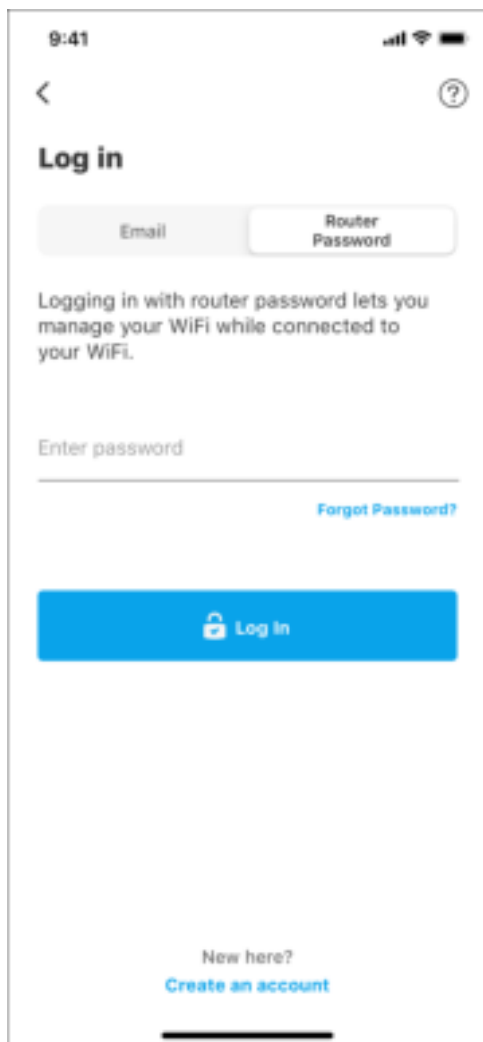 9:41
Log in
Email
Router
Password
Logging in with router password lets you
manage your WiFi while connected to
your WiFi.
Enter password
Forgot Password?
Log In
New here?
Create an account